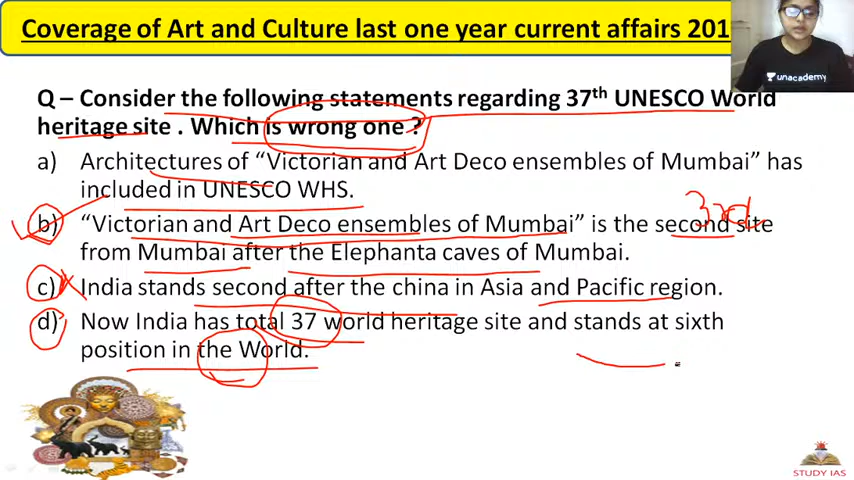 Coverage of Art and Culture last one year current affairs 201
unacademy
Q – Consider the following statements regarding 37th UNESCO World
heritage site . Which is wrong one ?
a) Architectures of “Victorian and Art Deco ensembles of Mumbai” has
included in UNESCO WHS.
3rd
b) “Victorian and Art Deco ensembles of Mumbai” is the second site
from Mumbai after the Elephanta caves of Mumbai.
c) India stands second after the china in Asia and Pacific region.
d) Now India has total 37 world heritage site and stands at sixth
position in the World.
STUDY IAS